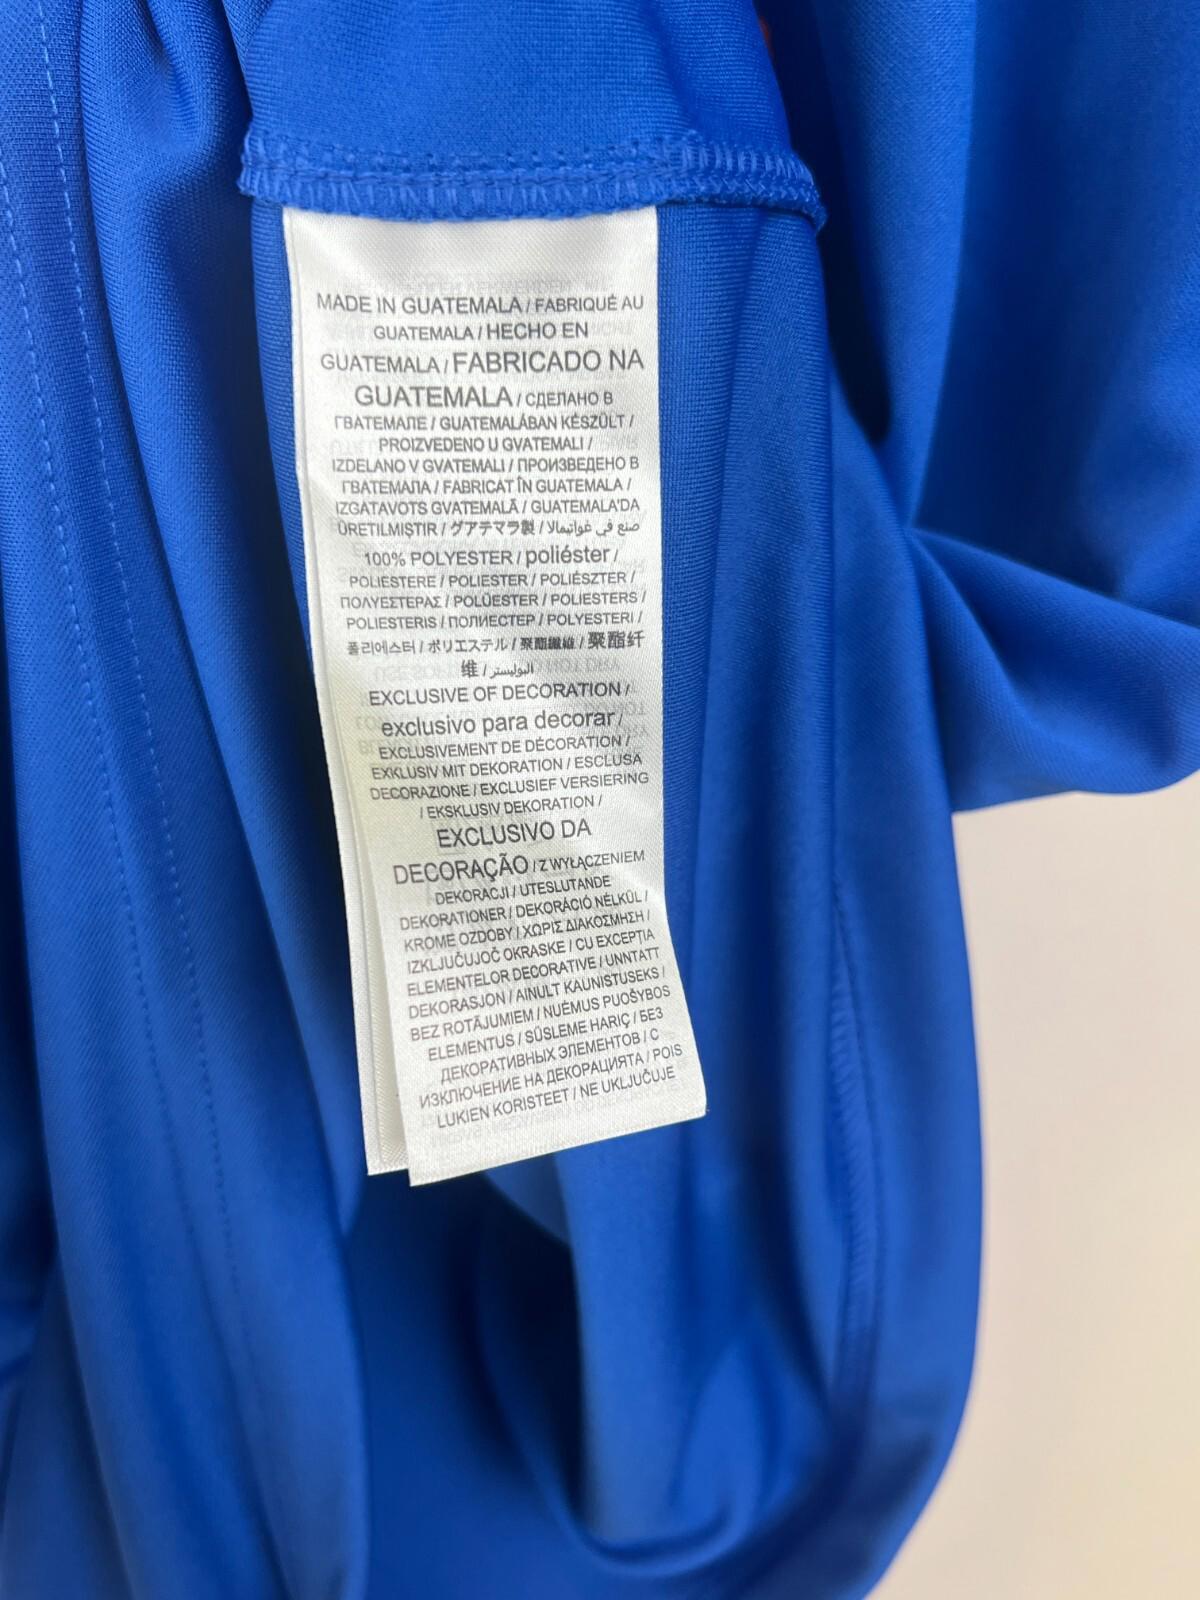 MADE IN GUATEMALA / FABRIQUÉ AU
GUATEMALA / HECHO EN
GUATEMALA / FABRICADO NA
GUATEMALA / СДЕЛАНО В
ГВАТЕМАЛЕ / GUATEMALÁBAN KÉSZÜLT /
PROIZVEDENO U GVATEMALI /
IZDELANO V GVATEMALI / ПРОИЗВЕДЕНО В
ГВАТЕМАЛА / FABRICAT ÎN GUATEMALA /
IZGATAVOTS GVATEMALĀ / GUATEMALA'DA
ÜRETILMIŞTIR / グアテマラ製 / صنع في غواتيمالا
100% POLYESTER / poliéster /
POLIESTERE / POLIESTER / POLIÉSZTER /
ΠΟΛΥΕΣΤΕΡΑΣ / POLÜESTER / POLIESTERS /
POLIESTERIS / ПОЛИЕСТЕР / POLYESTERI /
폴리에스터 / ポリエステル / 聚酯纖維 / 聚酯纤
维 / البوليستر /
EXCLUSIVE OF DECORATION /
exclusivo para decorar /
EXCLUSIVEMENT DE DÉCORATION /
EXKLUSIV MIT DEKORATION / ESCLUSA
DECORAZIONE / EXCLUSIEF VERSIERING
/ EKSKLUSIV DEKORATION /
EXCLUSIVO DA
DECORAÇÃO / Z WYŁĄCZENIEM
DEKORACJI / UTESLUTANDE
DEKORATIONER / DEKORÁCIÓ NÉLKÜL /
KROME OZDOBY / ΧΩΡΙΣ ΔΙΑΚΟΣΜΗΣΗ /
IZKLJUČUJOČ OKRASKE / CU EXCEPŢIA
ELEMENTELOR DECORATIVE / UNNTATT
DEKORASJON / AINULT KAUNISTUSEKS /
BEZ ROTĀJUMIEM / NUĖMUS PUOŠYBOS
ELEMENTUS / SÜSLEME HARIÇ / БЕЗ
ДЕКОРАТИВНЫХ ЭЛЕМЕНТОВ / С
ИЗКЛЮЧЕНИЕ НА ДЕКОРАЦИЯТА / POIS
LUKIEN KORISTEET / NE UKLJUČUJE